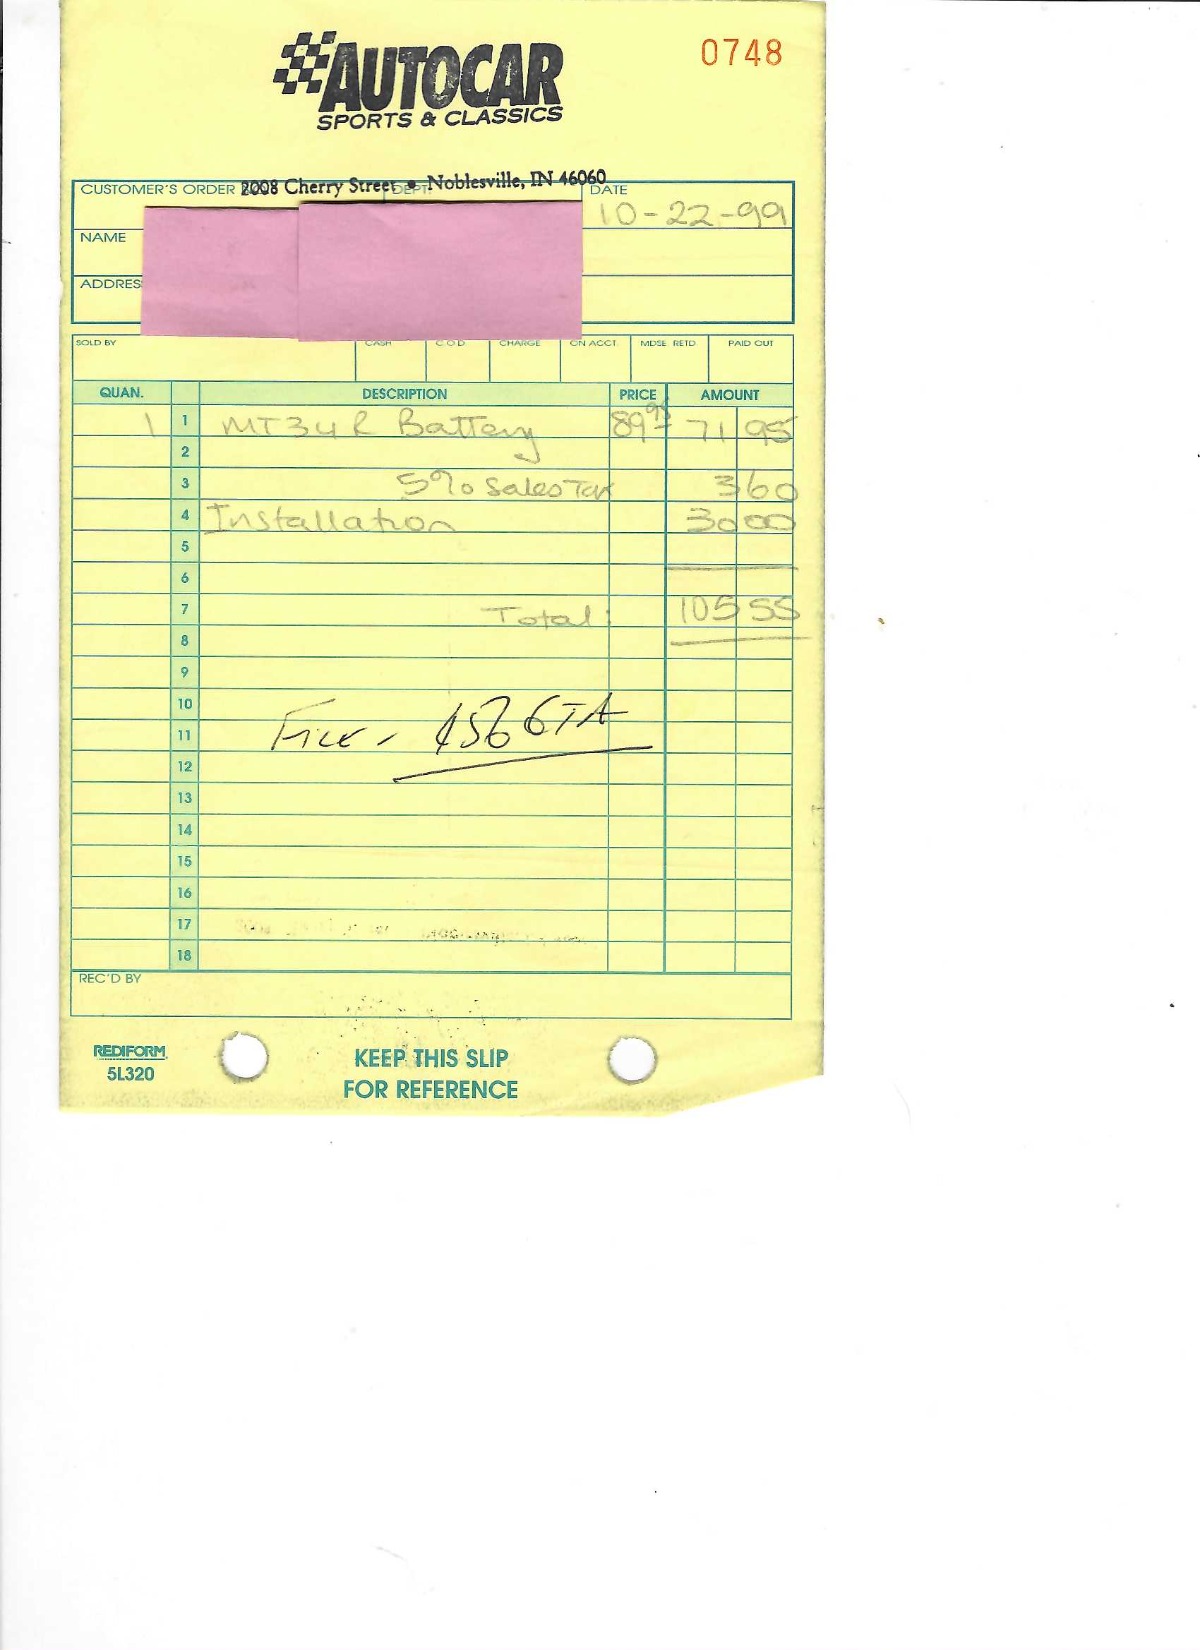 0748
AUTOCAR
SPORTS & CLASSICS
2008 Cherry Street • Noblesville, IN 46060
CUSTOMER'S ORDER DEPT. DATE
10-22-99
NAME
ADDRES
SOLD BY CASH C O D CHARGE ON ACCT. MDSE RETD PAID OUT
QUAN. DESCRIPTION PRICE AMOUNT
1 1 MT34R Battery 89 95 71 95
2
3 5% Sales Tax 3 60
4 Installation 30 00
5
6
7 Total: 105 55
8
9
10
11 File - 456 GTA
12
13
14
15
16
17
18
REC'D BY
REDIFORM
5L320
KEEP THIS SLIP
FOR REFERENCE